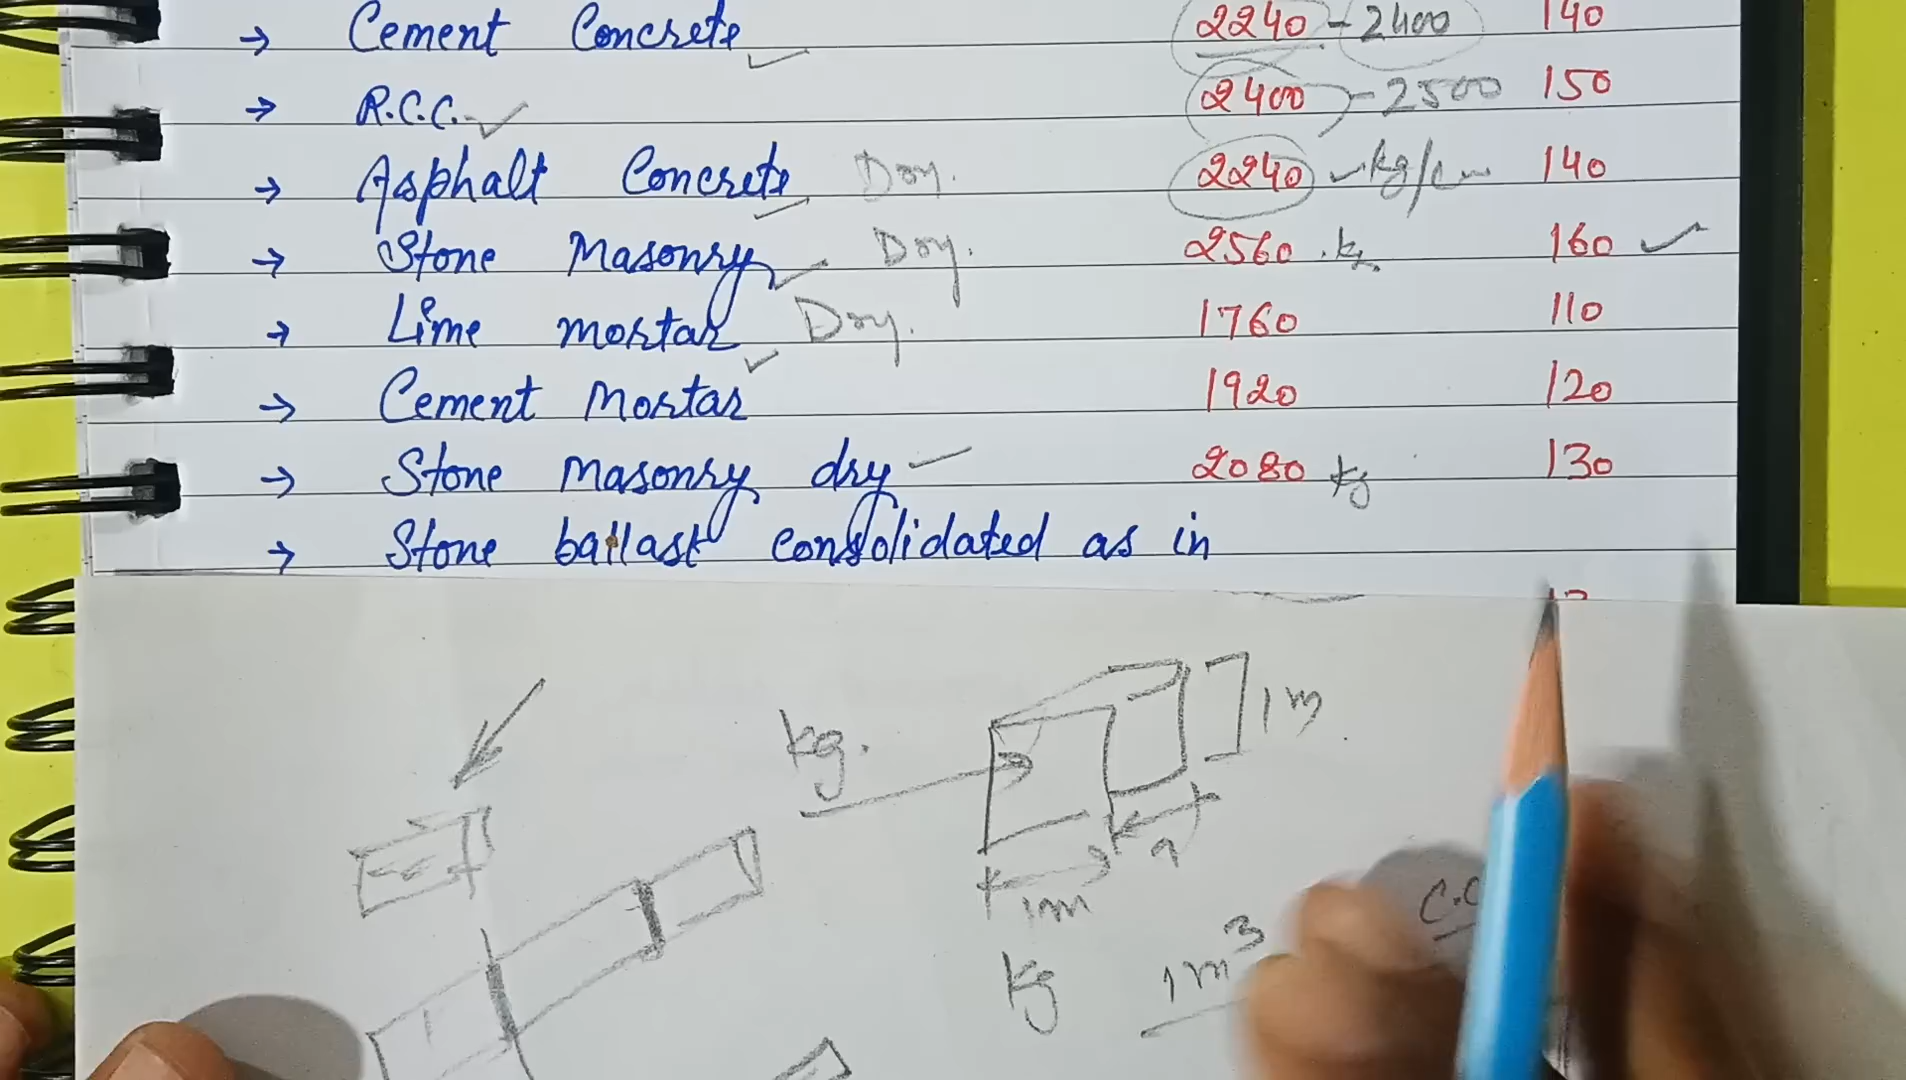 → Cement Concrete 2240 - 2400 140
→ R.C.C. 2400 - 2500 150
→ Asphalt Concrete Dry. 2240 kg/cum 140
→ Stone Masonry Dry. 2560 .kg. 160
→ Lime mortar Dry. 1760 110
→ Cement Mortar 1920 120
→ Stone masonry dry 2080 kg 130
→ Stone ballast consolidated as in
kg. 1m
1m
kg 1m³